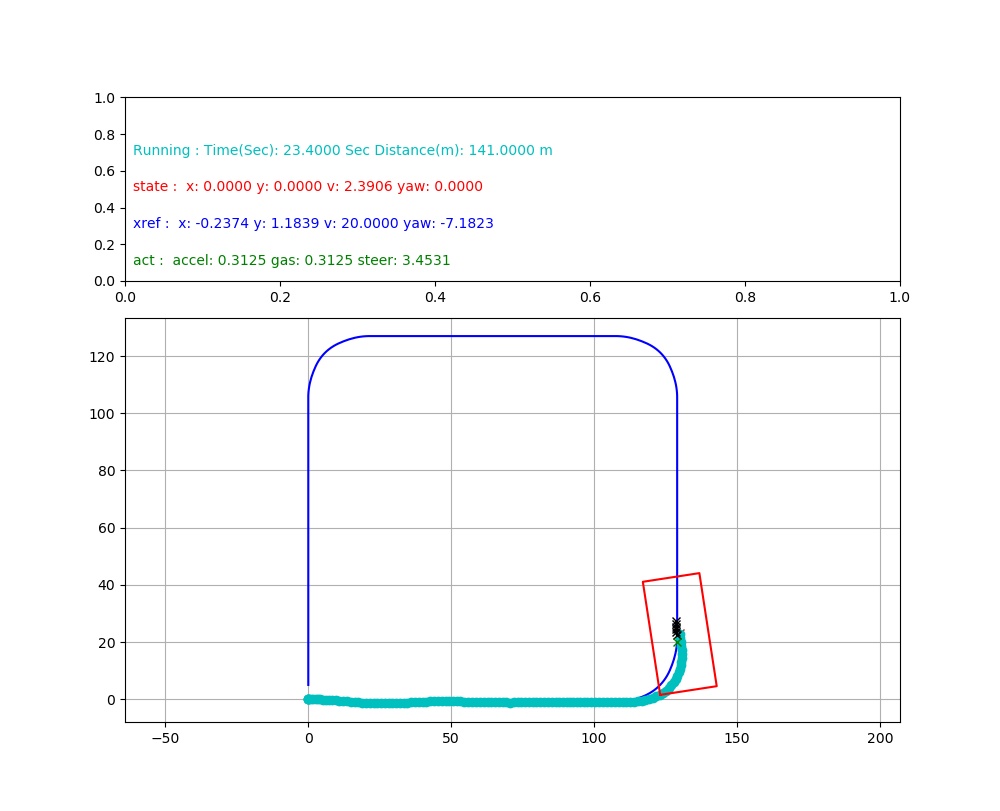 1.0
0.8
0.6
0.4
0.2
0.0
Running : Time(Sec): 23.4000 Sec Distance(m): 141.0000 m
state :  x: 0.0000 y: 0.0000 v: 2.3906 yaw: 0.0000
xref :  x: -0.2374 y: 1.1839 v: 20.0000 yaw: -7.1823
act :  accel: 0.3125 gas: 0.3125 steer: 3.4531
0.0 0.2 0.4 0.6 0.8 1.0
120
100
80
60
40
20
0
−50 0 50 100 150 200